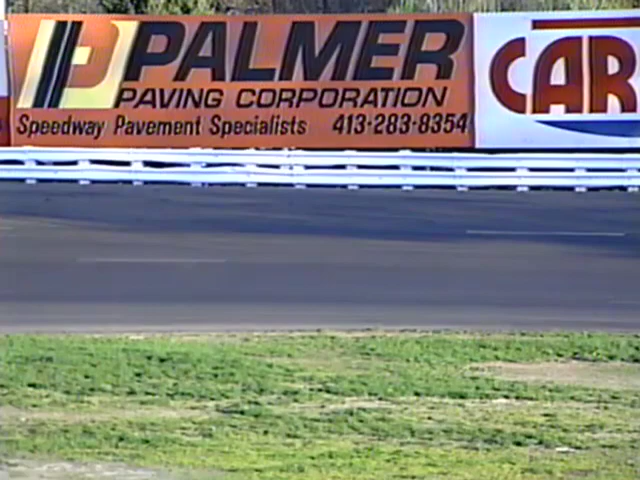 P PALMER
PAVING CORPORATION
Speedway Pavement Specialists 413-283-8354
CAR